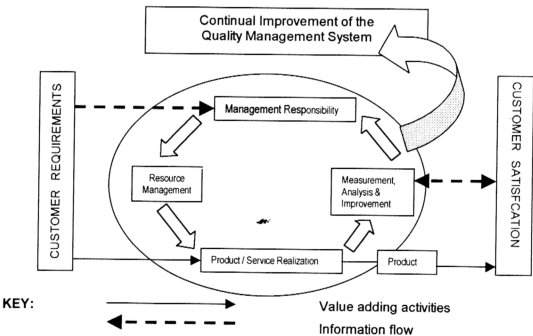 Continual Improvement of the
Quality Management System
CUSTOMER REQUIREMENTS
Management Responsibility
Resource
Management
Measurement,
Analysis &
Improvement
Product / Service Realization
Product
CUSTOMER SATISFCATION
KEY:
Value adding activities
Information flow